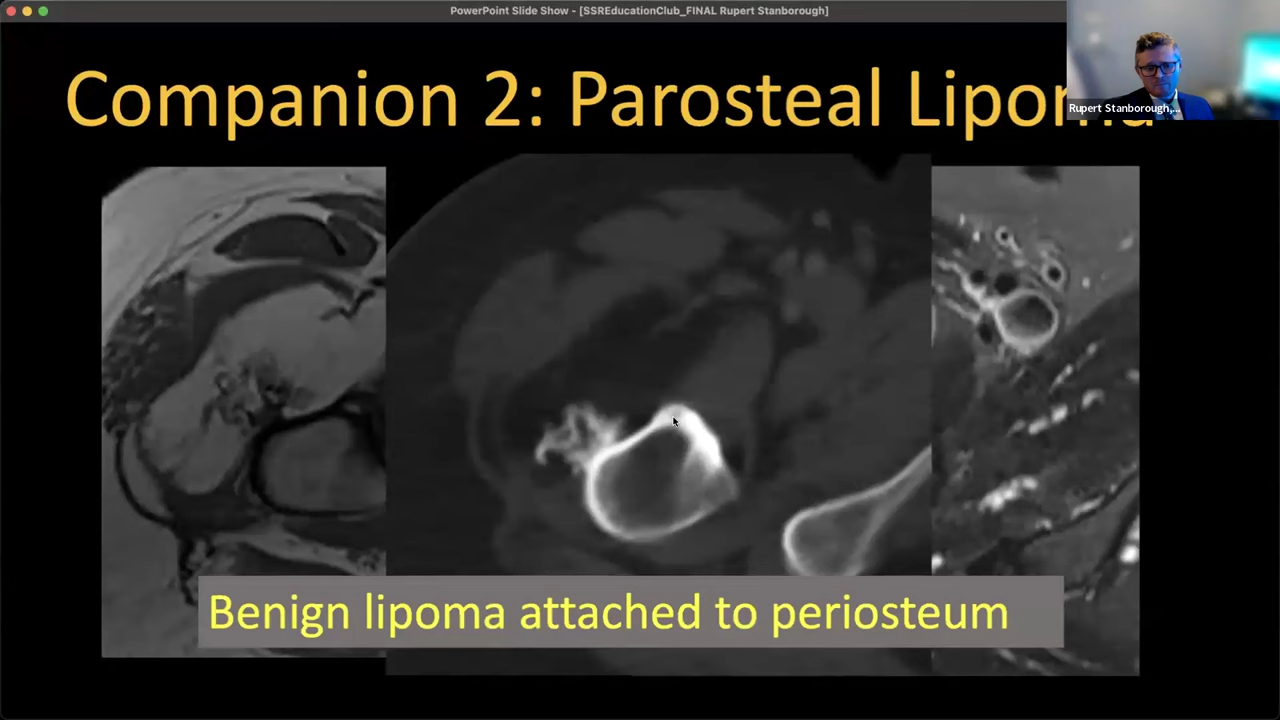 PowerPoint Slide Show - [SSREducationClub_FINAL Rupert Stanborough]
Companion 2: Parosteal Lipoma
Rupert Stanborough,...
Benign lipoma attached to periosteum